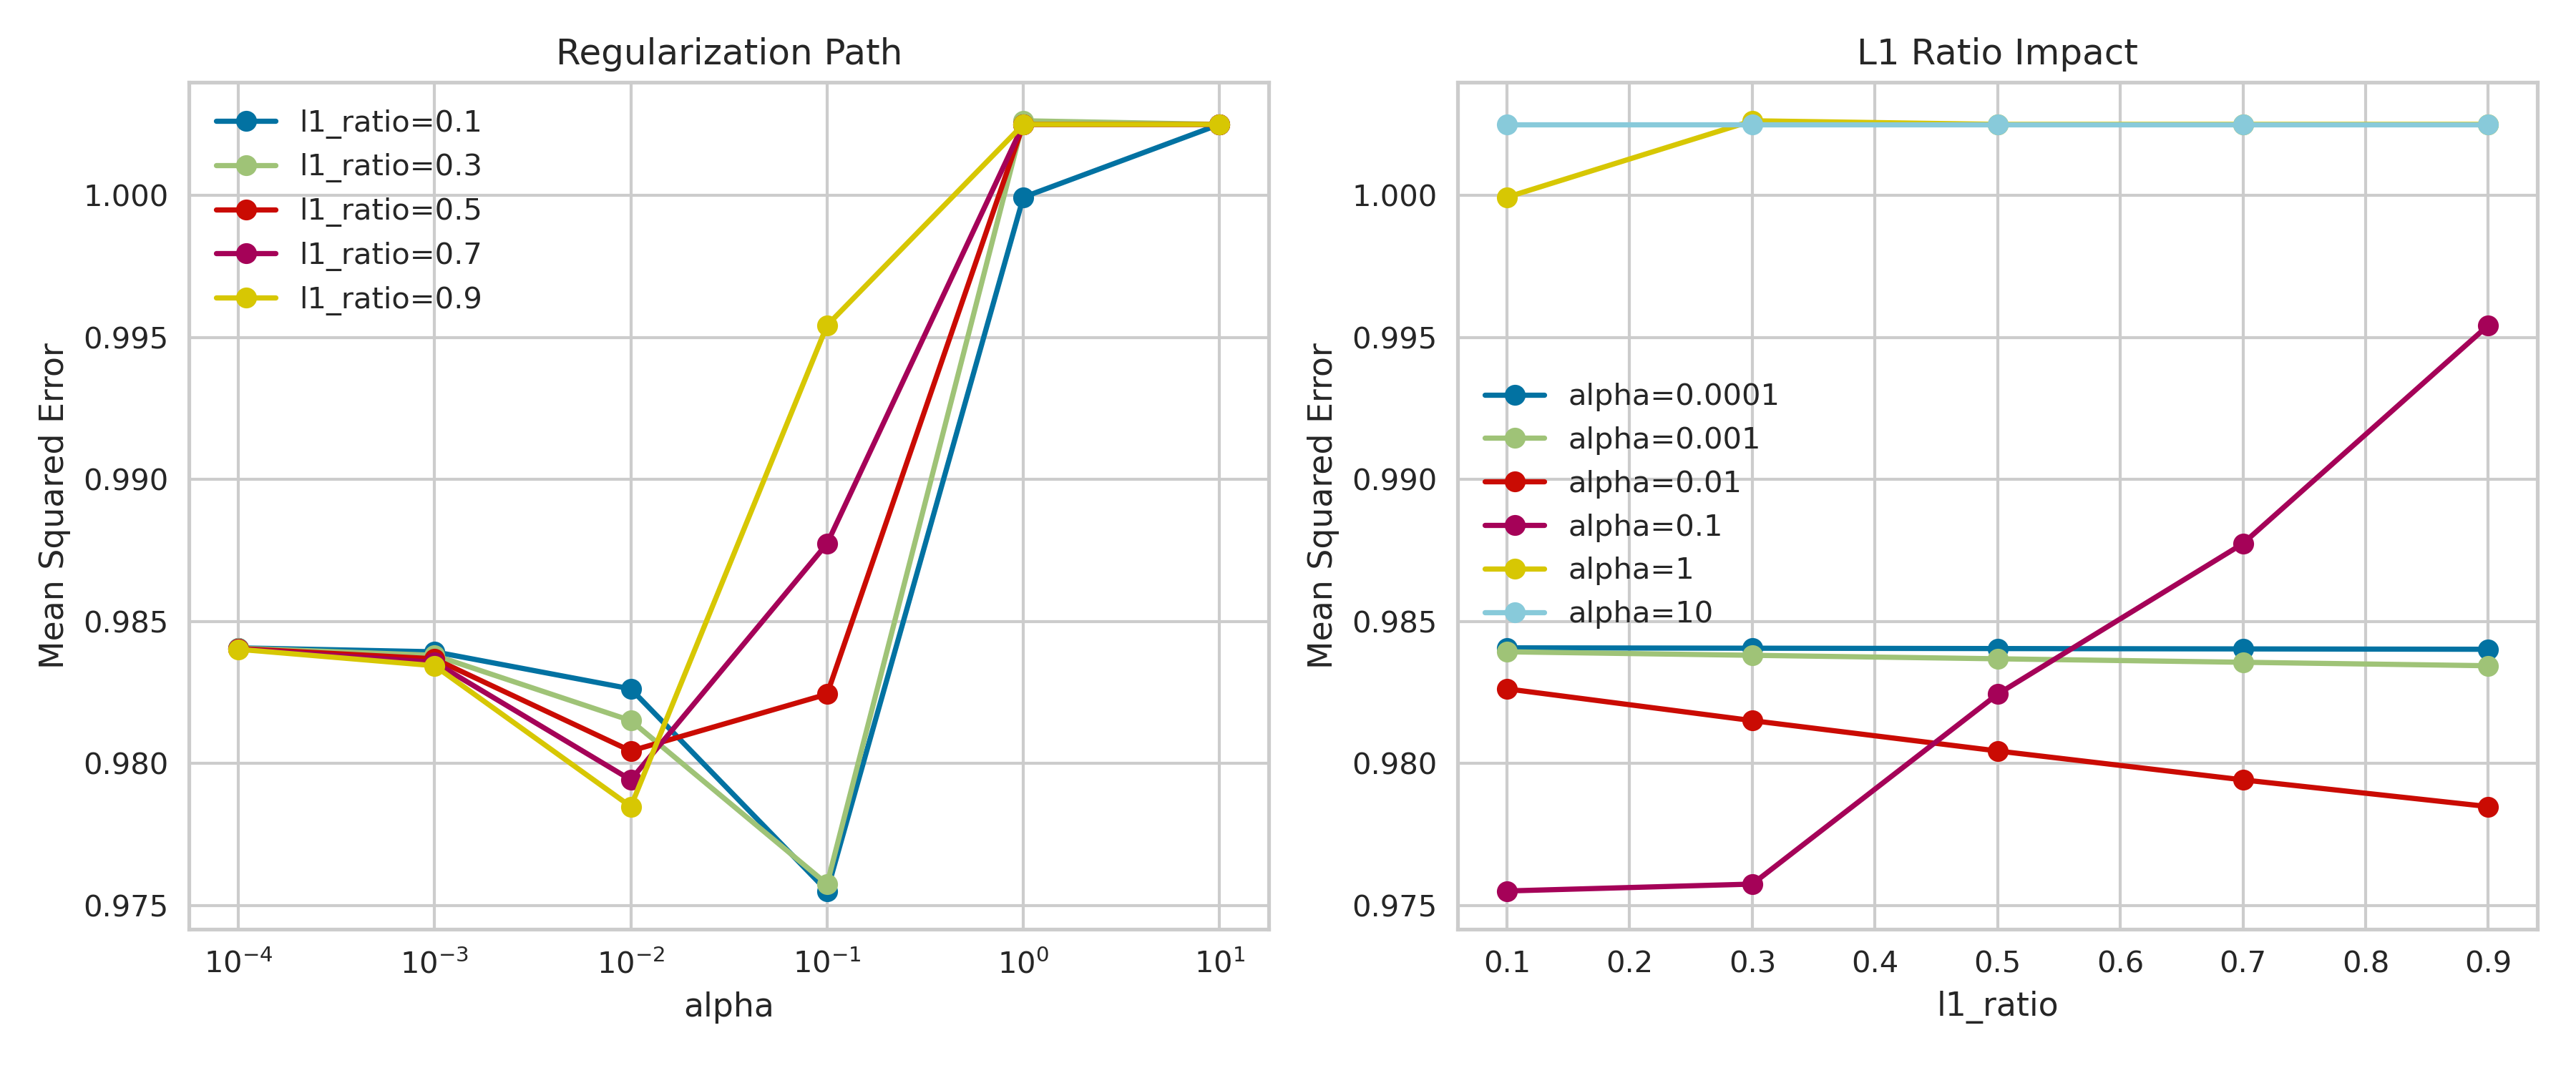 Regularization Path
l1_ratio=0.1
l1_ratio=0.3
l1_ratio=0.5
l1_ratio=0.7
l1_ratio=0.9
1.000
0.995
0.990
0.985
0.980
0.975
Mean Squared Error
10⁻⁴ 10⁻³ 10⁻² 10⁻¹ 10⁰ 10¹
alpha
L1 Ratio Impact
1.000
0.995
0.990
0.985
0.980
0.975
Mean Squared Error
alpha=0.0001
alpha=0.001
alpha=0.01
alpha=0.1
alpha=1
alpha=10
0.1 0.2 0.3 0.4 0.5 0.6 0.7 0.8 0.9
l1_ratio